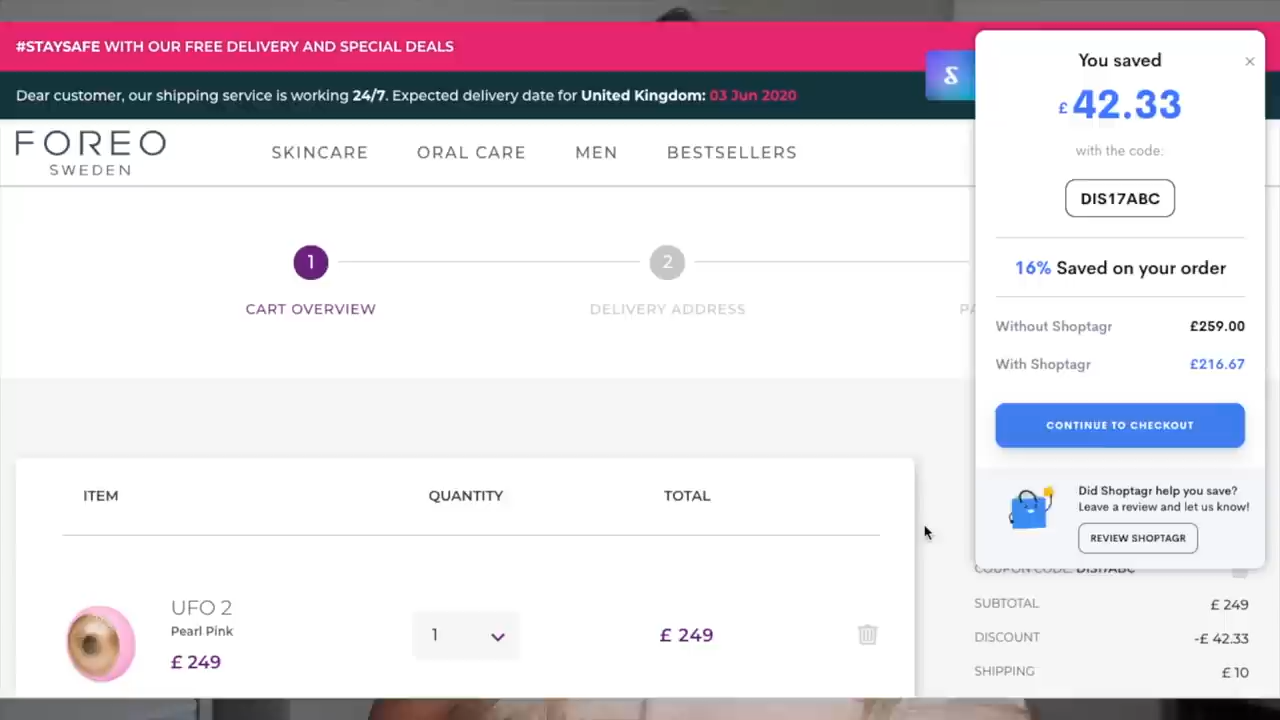 #STAYSAFE WITH OUR FREE DELIVERY AND SPECIAL DEALS
Dear customer, our shipping service is working 24/7. Expected delivery date for United Kingdom: 03 Jun 2020
FOREO
SWEDEN
SKINCARE ORAL CARE MEN BESTSELLERS
1
2
CART OVERVIEW
DELIVERY ADDRESS
ITEM QUANTITY TOTAL
UFO 2
Pearl Pink
£ 249
1
£ 249
You saved
×
£ 42.33
with the code:
DIS17ABC
16% Saved on your order
Without Shoptagr £259.00
With Shoptagr £216.67
CONTINUE TO CHECKOUT
Did Shoptagr help you save?
Leave a review and let us know!
REVIEW SHOPTAGR
COUPON CODE: DIS17ABC
SUBTOTAL £ 249
DISCOUNT -£ 42.33
SHIPPING £ 10